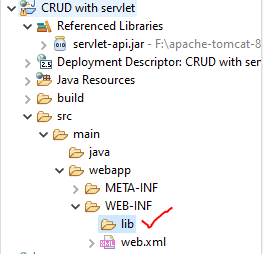 CRUD with servlet
Referenced Libraries
servlet-api.jar - F:\apache-tomcat-8
Deployment Descriptor: CRUD with ser
Java Resources
build
src
main
java
webapp
META-INF
WEB-INF
lib
web.xml